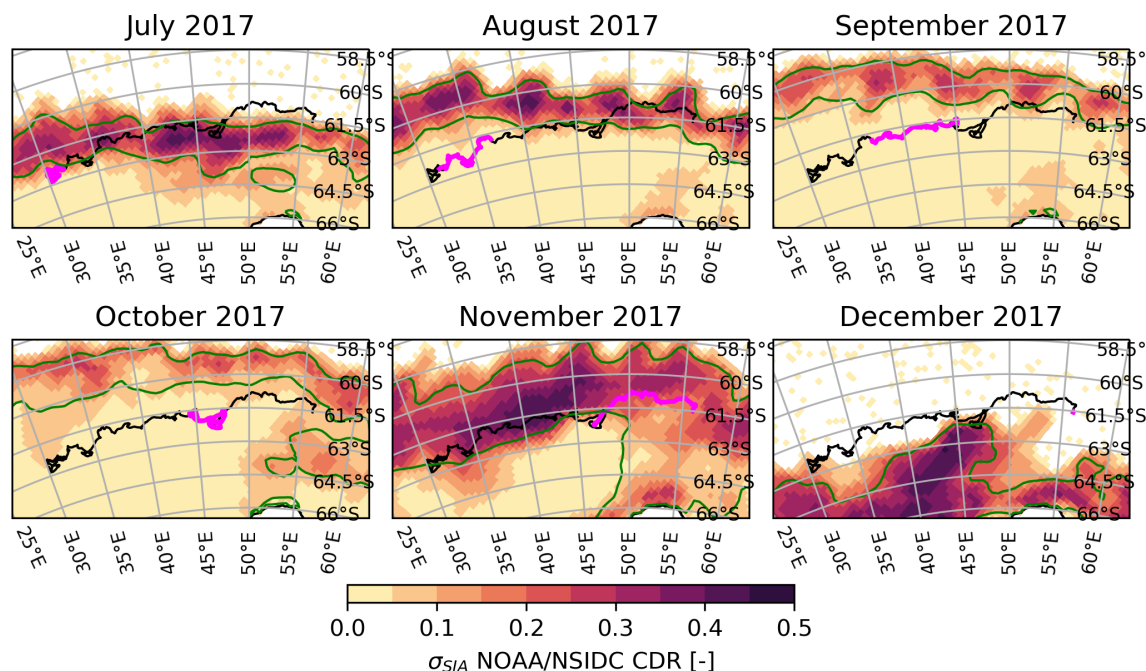 July 2017
August 2017
September 2017
58.5°S
60°S
61.5°S
63°S
64.5°S
66°S
58.5°S
60°S
61.5°S
63°S
64.5°S
66°S
58.5°S
60°S
61.5°S
63°S
64.5°S
66°S
25°E 30°E 35°E 40°E 45°E 50°E 55°E 60°E
25°E 30°E 35°E 40°E 45°E 50°E 55°E 60°E
25°E 30°E 35°E 40°E 45°E 50°E 55°E 60°E
October 2017
November 2017
December 2017
58.5°S
60°S
61.5°S
63°S
64.5°S
66°S
58.5°S
60°S
61.5°S
63°S
64.5°S
66°S
58.5°S
60°S
61.5°S
63°S
64.5°S
66°S
25°E 30°E 35°E 40°E 45°E 50°E 55°E 60°E
25°E 30°E 35°E 40°E 45°E 50°E 55°E 60°E
25°E 30°E 35°E 40°E 45°E 50°E 55°E 60°E
0.0 0.1 0.2 0.3 0.4 0.5
σSIA NOAA/NSIDC CDR [-]